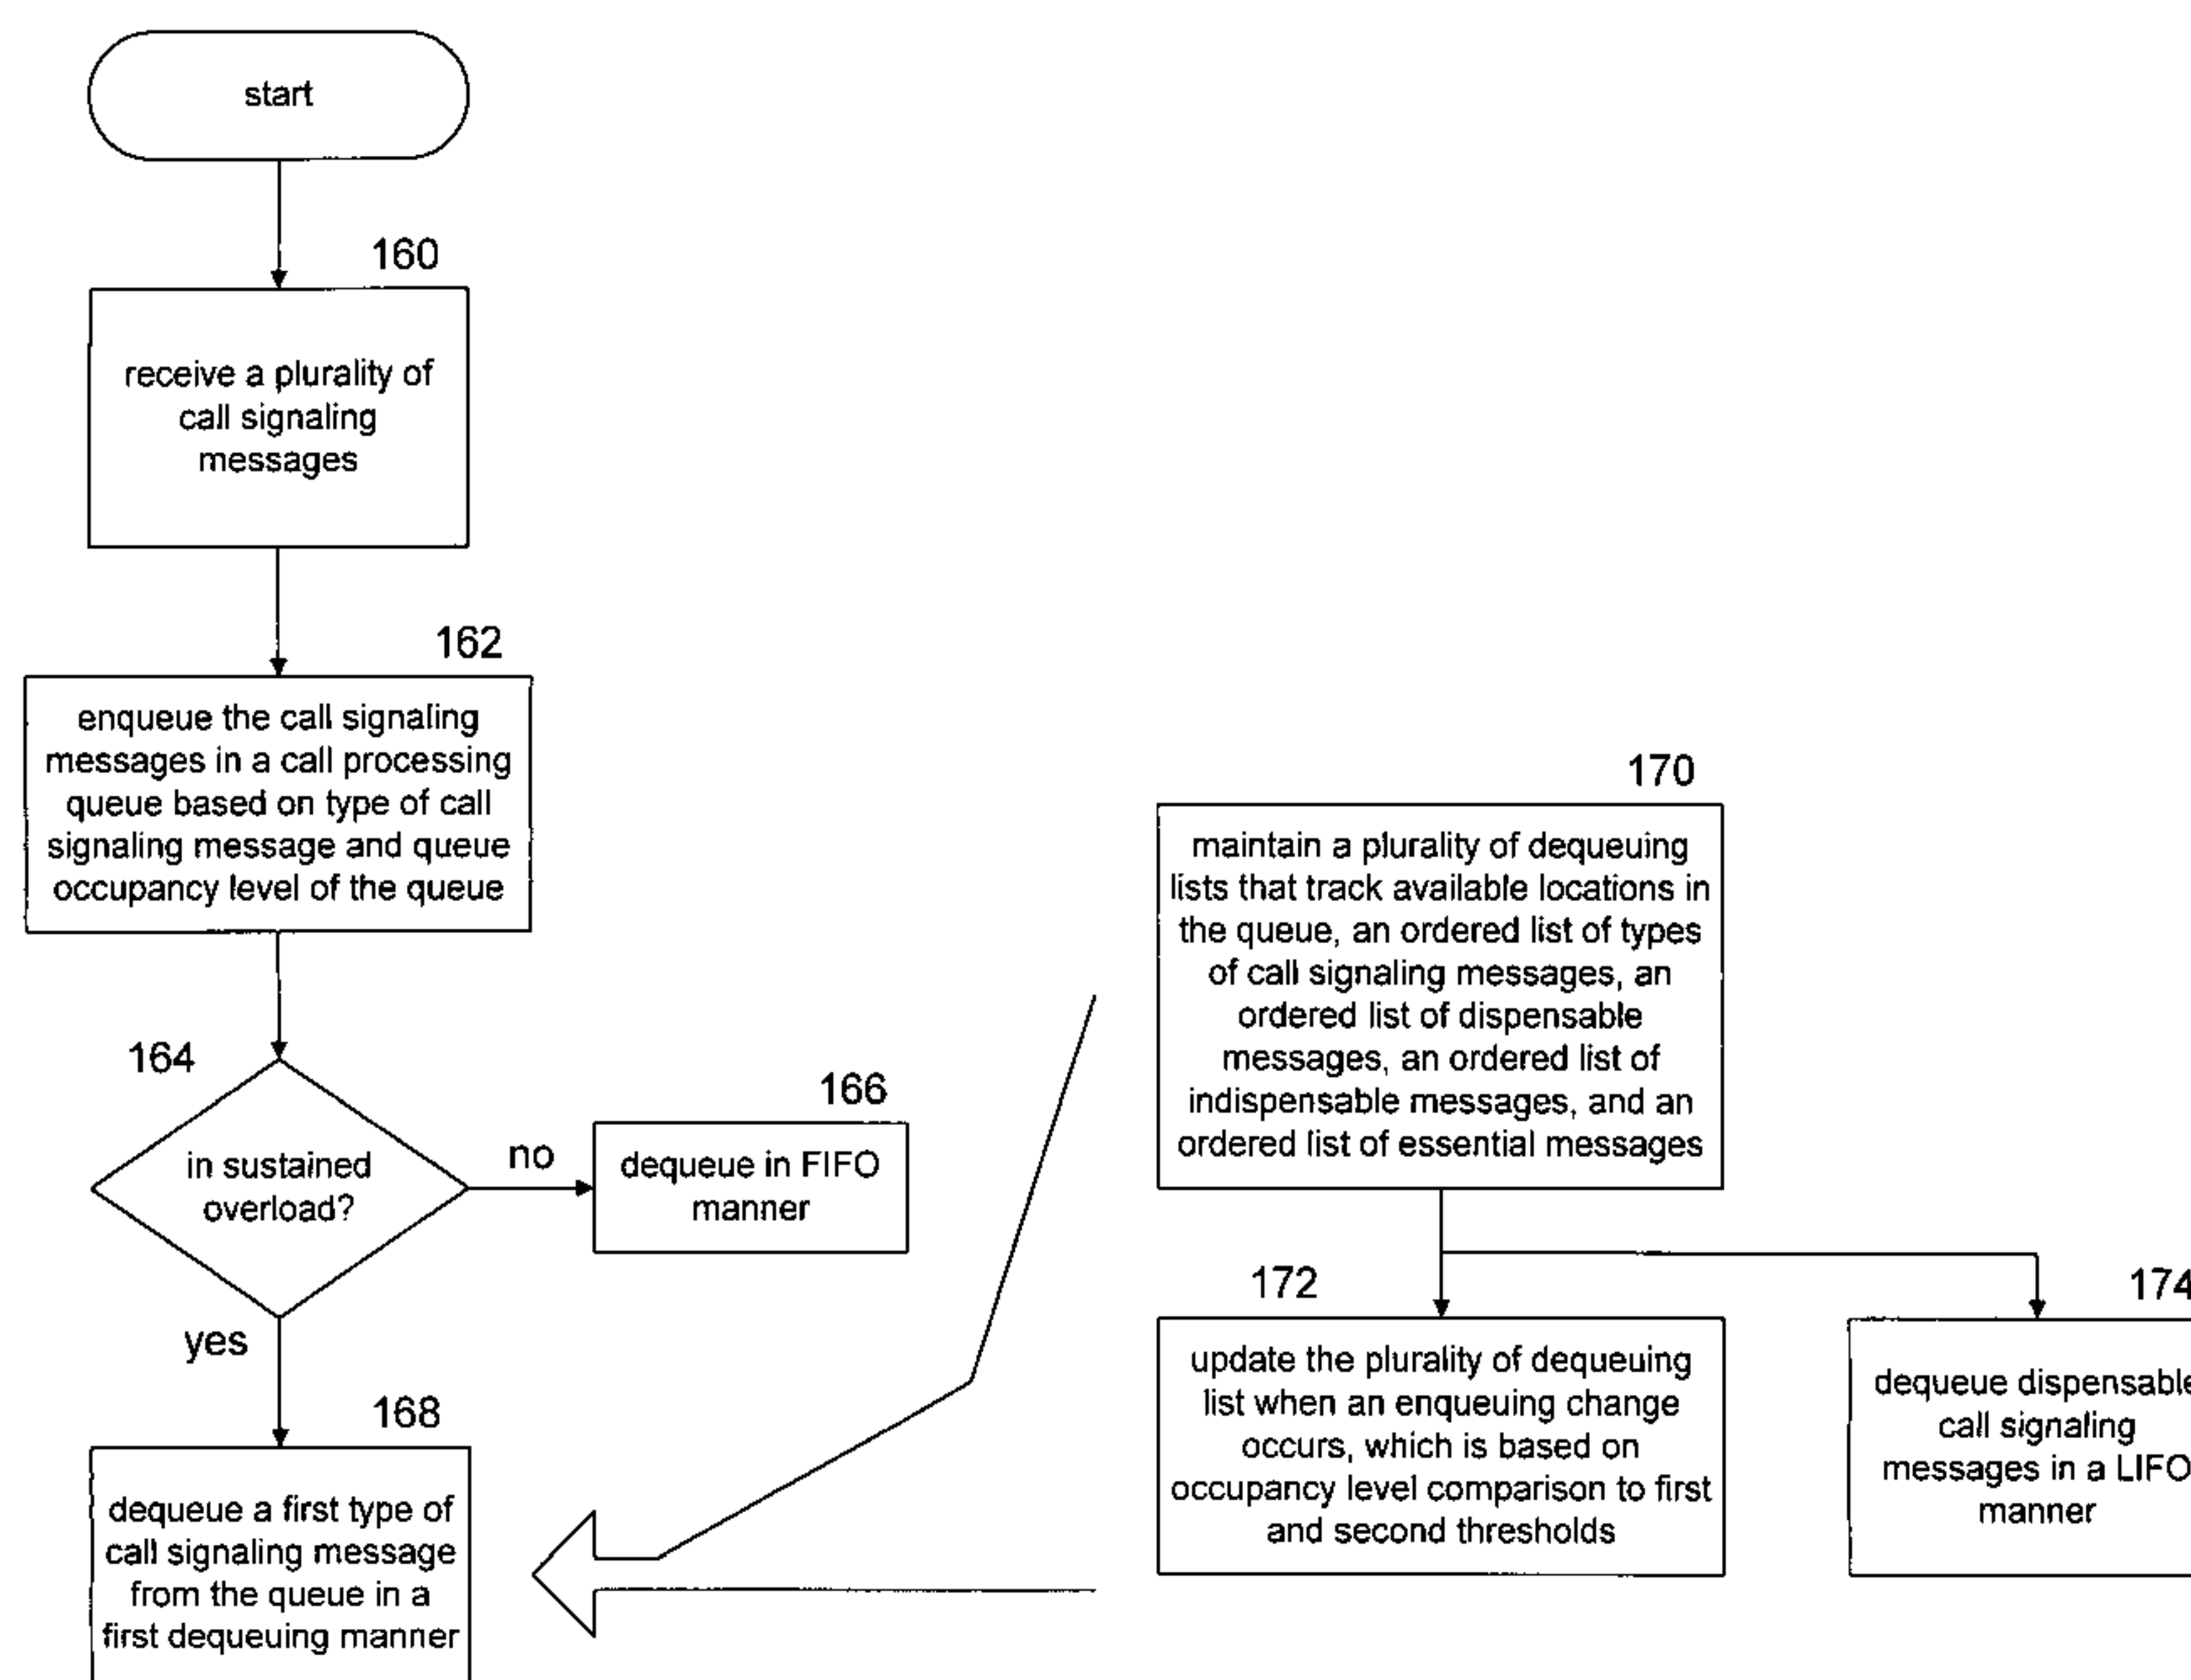 start
160
receive a plurality of
call signaling
messages
162
enqueue the call signaling
messages in a call processing
queue based on type of call
signaling message and queue
occupancy level of the queue
164
in sustained
overload?
no
166
dequeue in FIFO
manner
yes
168
dequeue a first type of
call signaling message
from the queue in a
first dequeuing manner
170
maintain a plurality of dequeuing
lists that track available locations in
the queue, an ordered list of types
of call signaling messages, an
ordered list of dispensable
messages, an ordered list of
indispensable messages, and an
ordered list of essential messages
172
update the plurality of dequeuing
list when an enqueuing change
occurs, which is based on
occupancy level comparison to first
and second thresholds
174
dequeue dispensable
call signaling
messages in a LIFO
manner